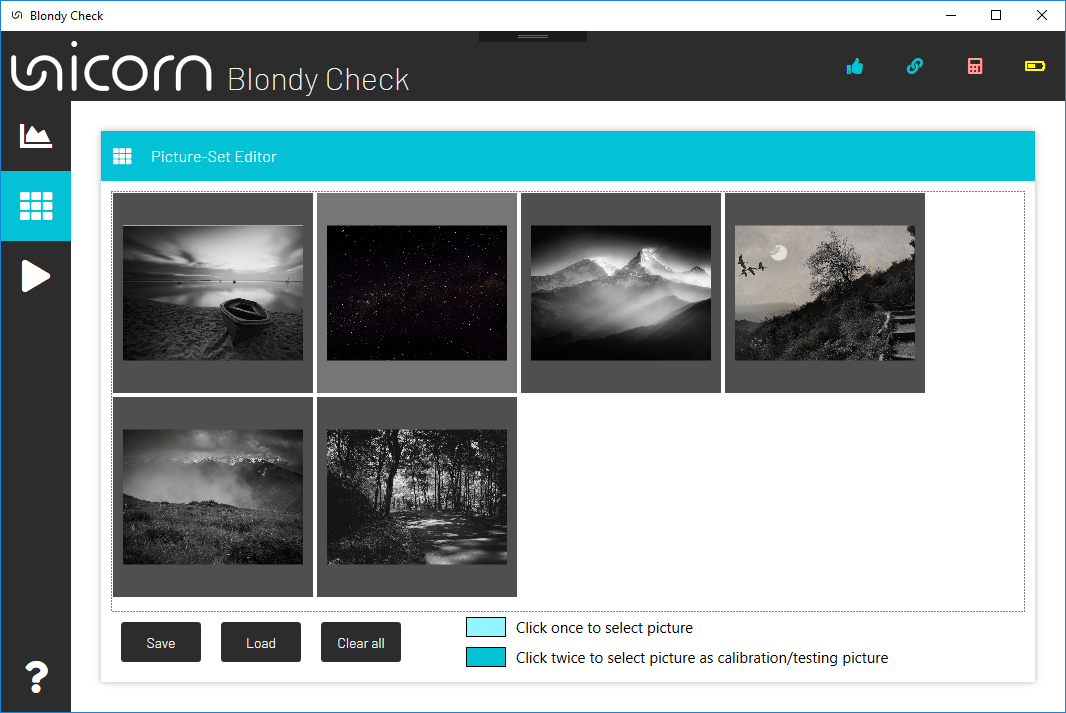 Blondy Check
unicorn Blondy Check
Picture-Set Editor
Save
Load
Clear all
Click once to select picture
Click twice to select picture as calibration/testing picture
?